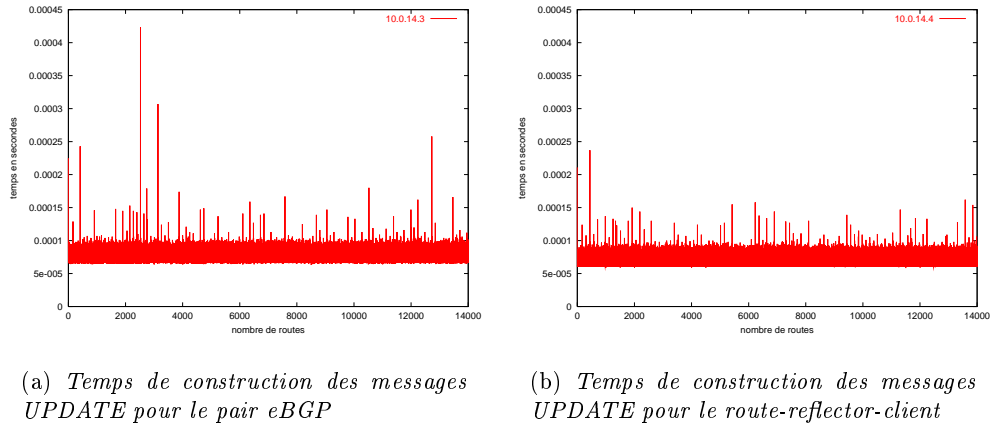 0.00045
0.0004
0.00035
0.0003
0.00025
0.0002
0.00015
0.0001
5e-005
0
0 2000 4000 6000 8000 10000 12000 14000
temps en secondes
nombre de routes
10.0.14.3
0.00045
0.0004
0.00035
0.0003
0.00025
0.0002
0.00015
0.0001
5e-005
0
0 2000 4000 6000 8000 10000 12000 14000
temps en secondes
nombre de routes
10.0.14.4
(a) Temps de construction des messages
UPDATE pour le pair eBGP
(b) Temps de construction des messages
UPDATE pour le route-reflector-client